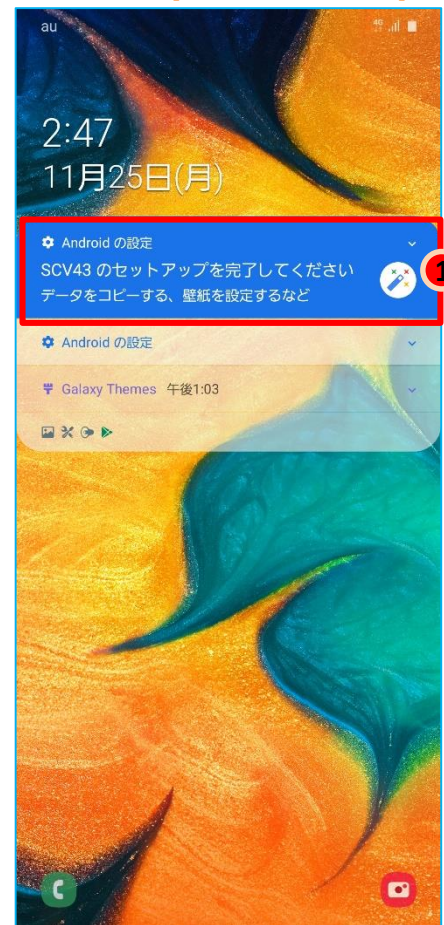 au
4G
2:47
11月25日(月)
Android の設定
SCV43 のセットアップを完了してください
データをコピーする、壁紙を設定するなど
1
Android の設定
Galaxy Themes 午後1:03